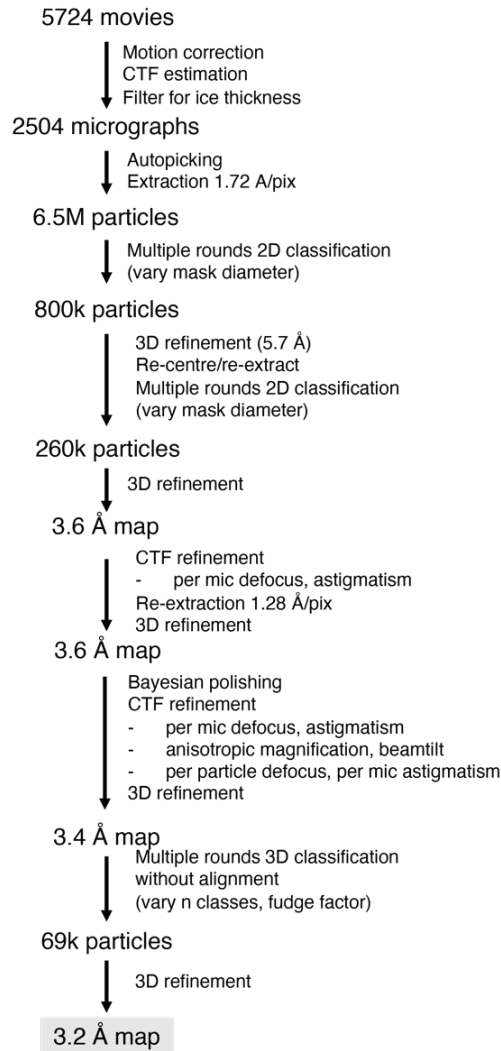 5724 movies
Motion correction
CTF estimation
Filter for ice thickness
2504 micrographs
Autopicking
Extraction 1.72 A/pix
6.5M particles
Multiple rounds 2D classification
(vary mask diameter)
800k particles
3D refinement (5.7 Å)
Re-centre/re-extract
Multiple rounds 2D classification
(vary mask diameter)
260k particles
3D refinement
3.6 Å map
CTF refinement
- per mic defocus, astigmatism
Re-extraction 1.28 Å/pix
3D refinement
3.6 Å map
Bayesian polishing
CTF refinement
- per mic defocus, astigmatism
- anisotropic magnification, beamtilt
- per particle defocus, per mic astigmatism
3D refinement
3.4 Å map
Multiple rounds 3D classification
without alignment
(vary n classes, fudge factor)
69k particles
3D refinement
3.2 Å map